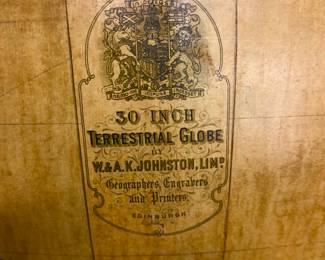 30 INCH
TERRESTRIAL GLOBE
BY
W. & A.K. JOHNSTON, LIMD
Geographers, Engravers
and Printers.
EDINBURGH